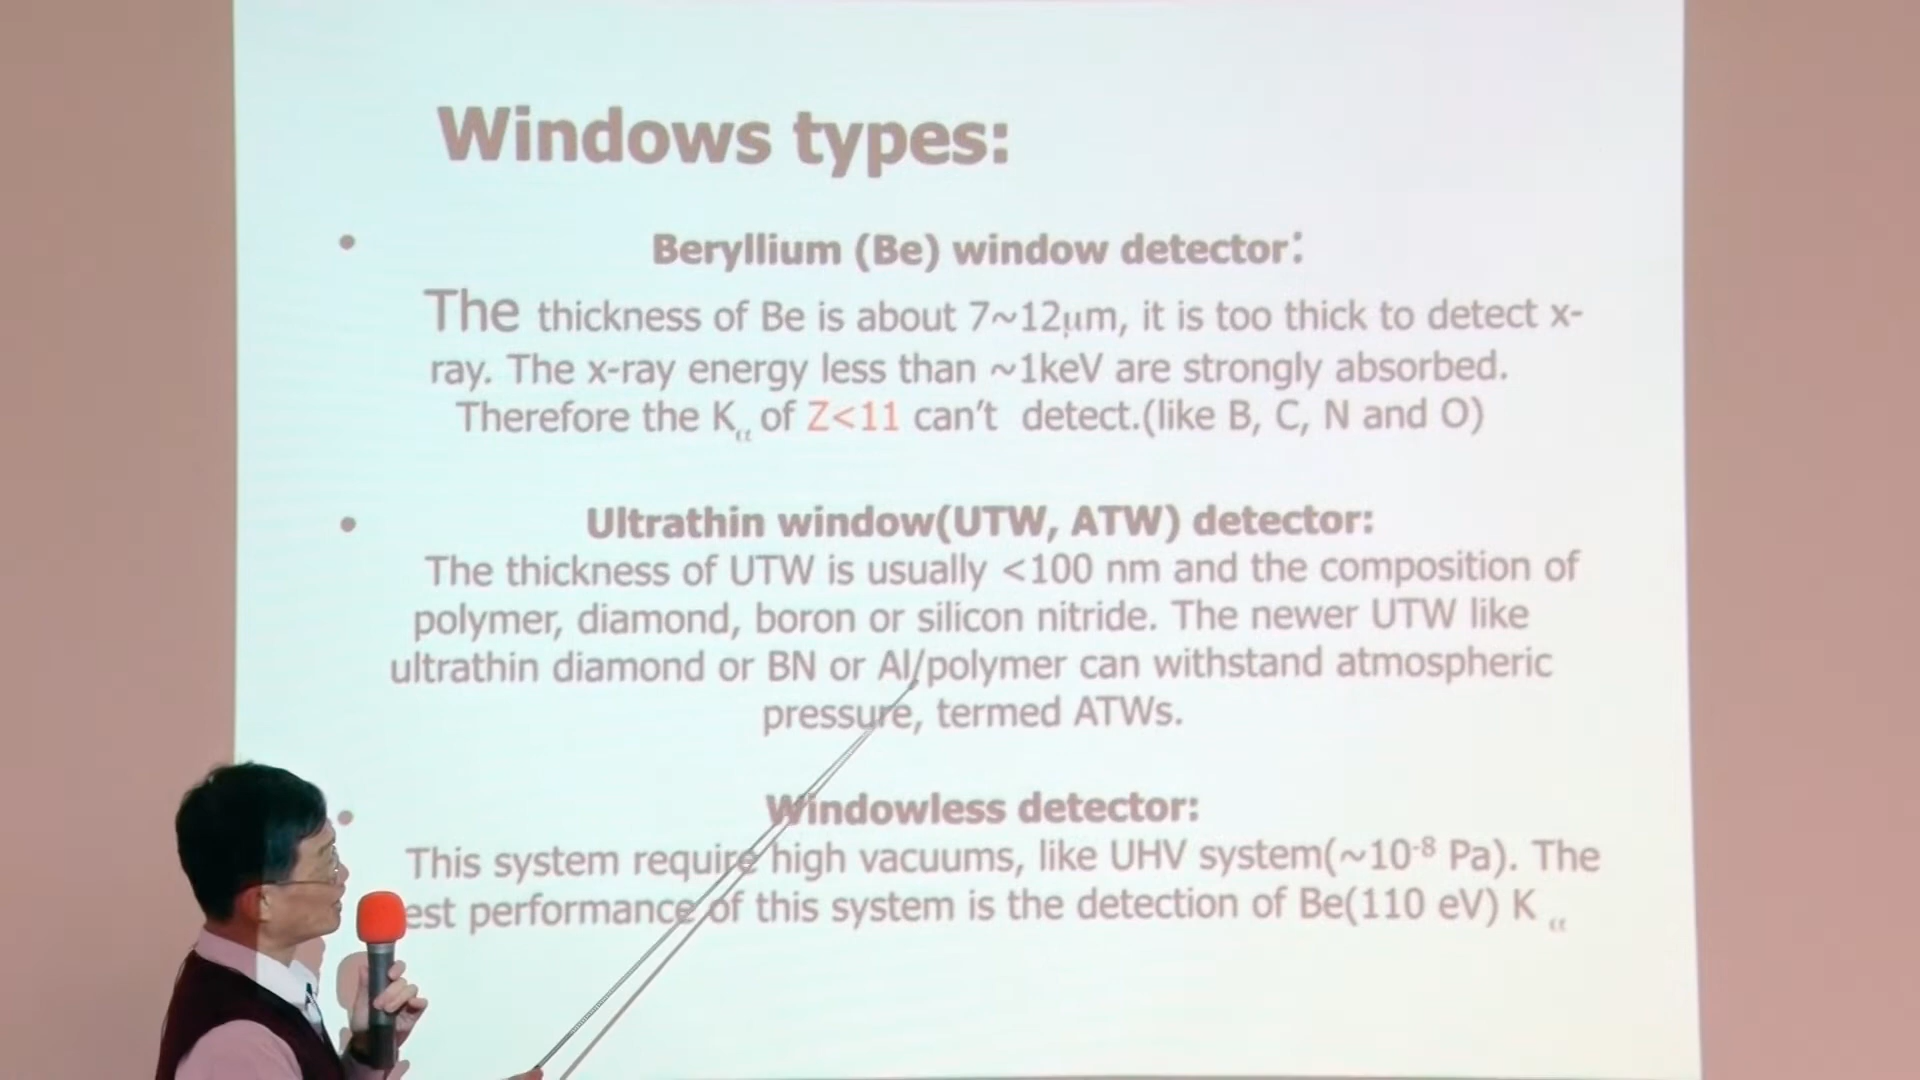 Windows types:
• Beryllium (Be) window detector:
The thickness of Be is about 7~12μm, it is too thick to detect x-
ray. The x-ray energy less than ~1keV are strongly absorbed.
Therefore the Kα of Z<11 can't detect.(like B, C, N and O)
• Ultrathin window(UTW, ATW) detector:
The thickness of UTW is usually <100 nm and the composition of
polymer, diamond, boron or silicon nitride. The newer UTW like
ultrathin diamond or BN or Al/polymer can withstand atmospheric
pressure, termed ATWs.
• Windowless detector:
This system require high vacuums, like UHV system(~10⁻⁸ Pa). The
est performance of this system is the detection of Be(110 eV) K α